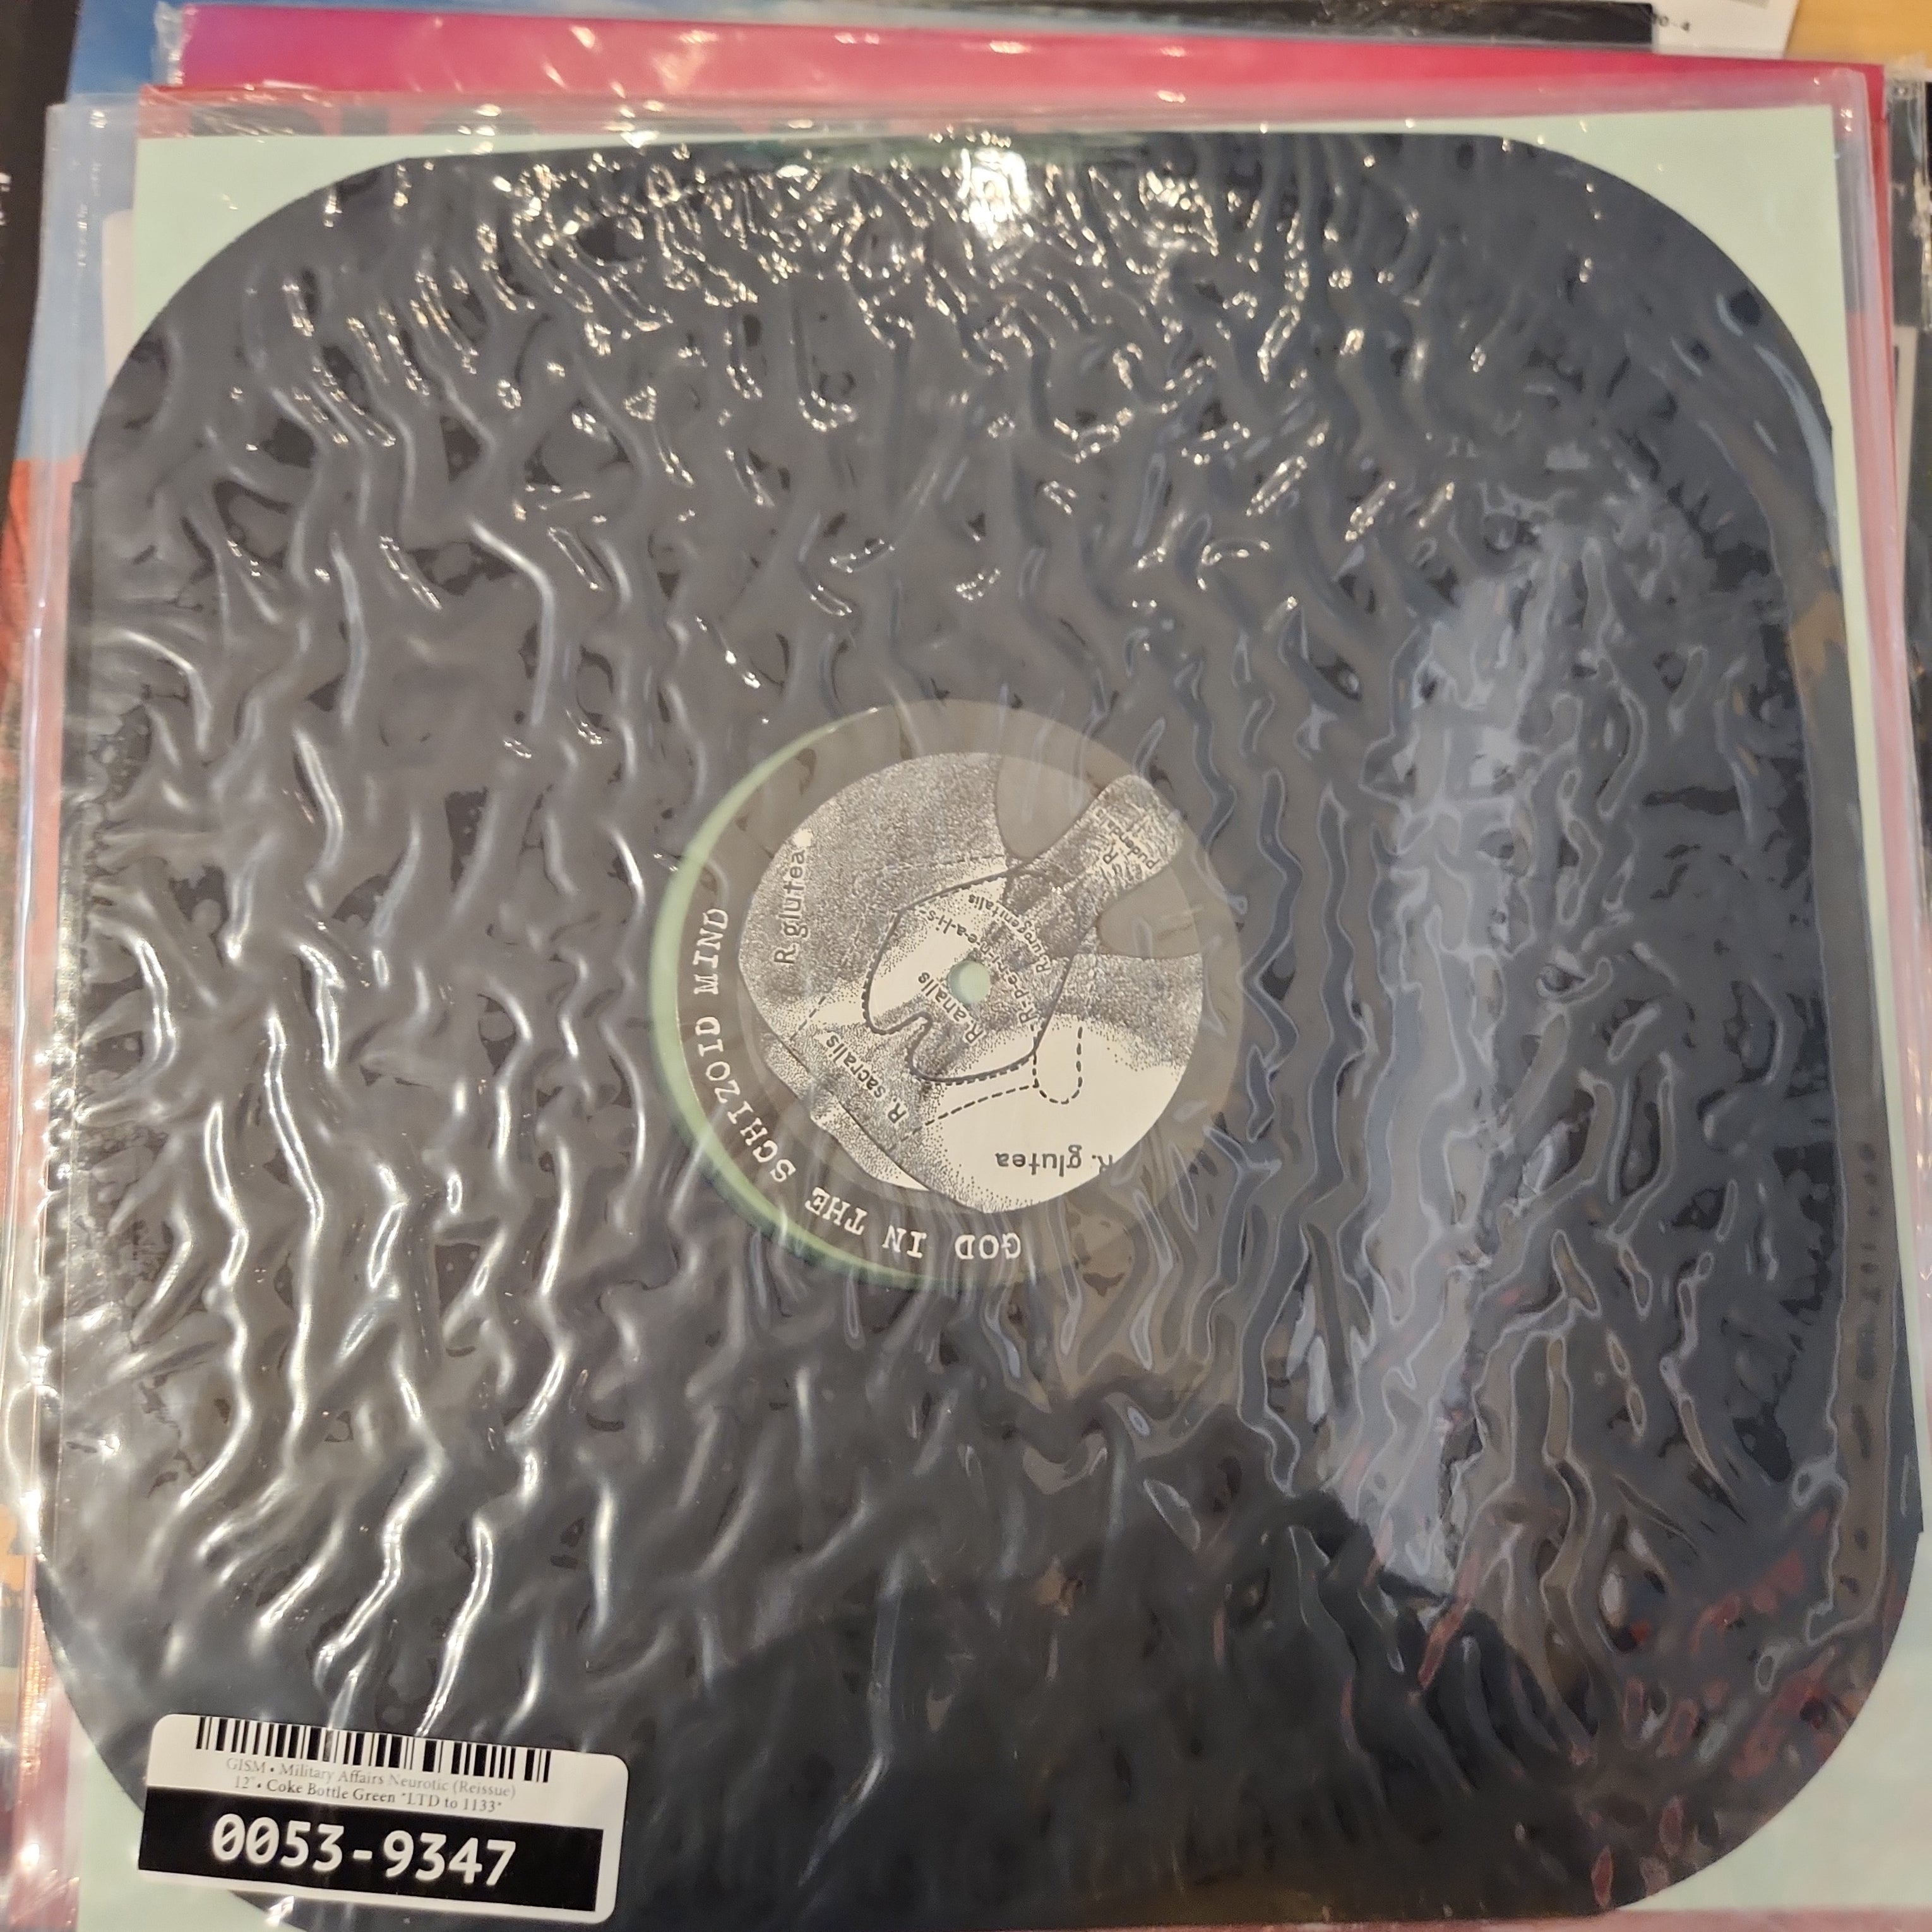 GOD IN THE SCHIZOID MIND
R. glutea
R. sacralis
R. analis
R. urogenitalis
R. glutea
GISM • Military Affairs Neurotic (Reissue)
12" • Coke Bottle Green *LTD to 1133*
0053-9347